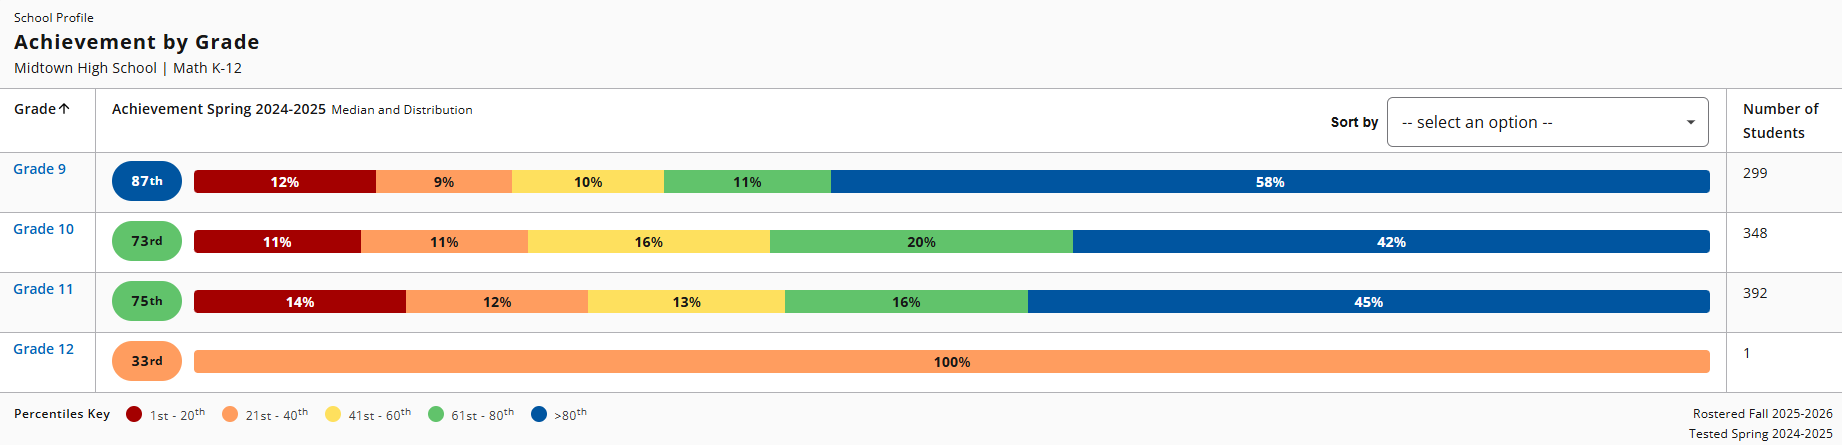 School Profile
Achievement by Grade
Midtown High School | Math K-12
Grade↑ Achievement Spring 2024-2025 Median and Distribution Sort by -- select an option -- Number of
Students
Grade 9 87th 12% 9% 10% 11% 58% 299
Grade 10 73rd 11% 11% 16% 20% 42% 348
Grade 11 75th 14% 12% 13% 16% 45% 392
Grade 12 33rd 100% 1
Percentiles Key 1st - 20th 21st - 40th 41st - 60th 61st - 80th >80th Rostered Fall 2025-2026
Tested Spring 2024-2025